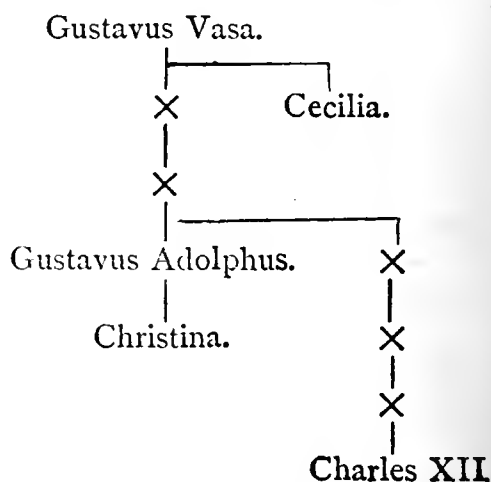 Gustavus Vasa.
Cecilia.
Gustavus Adolphus.
Christina.
Charles XII.